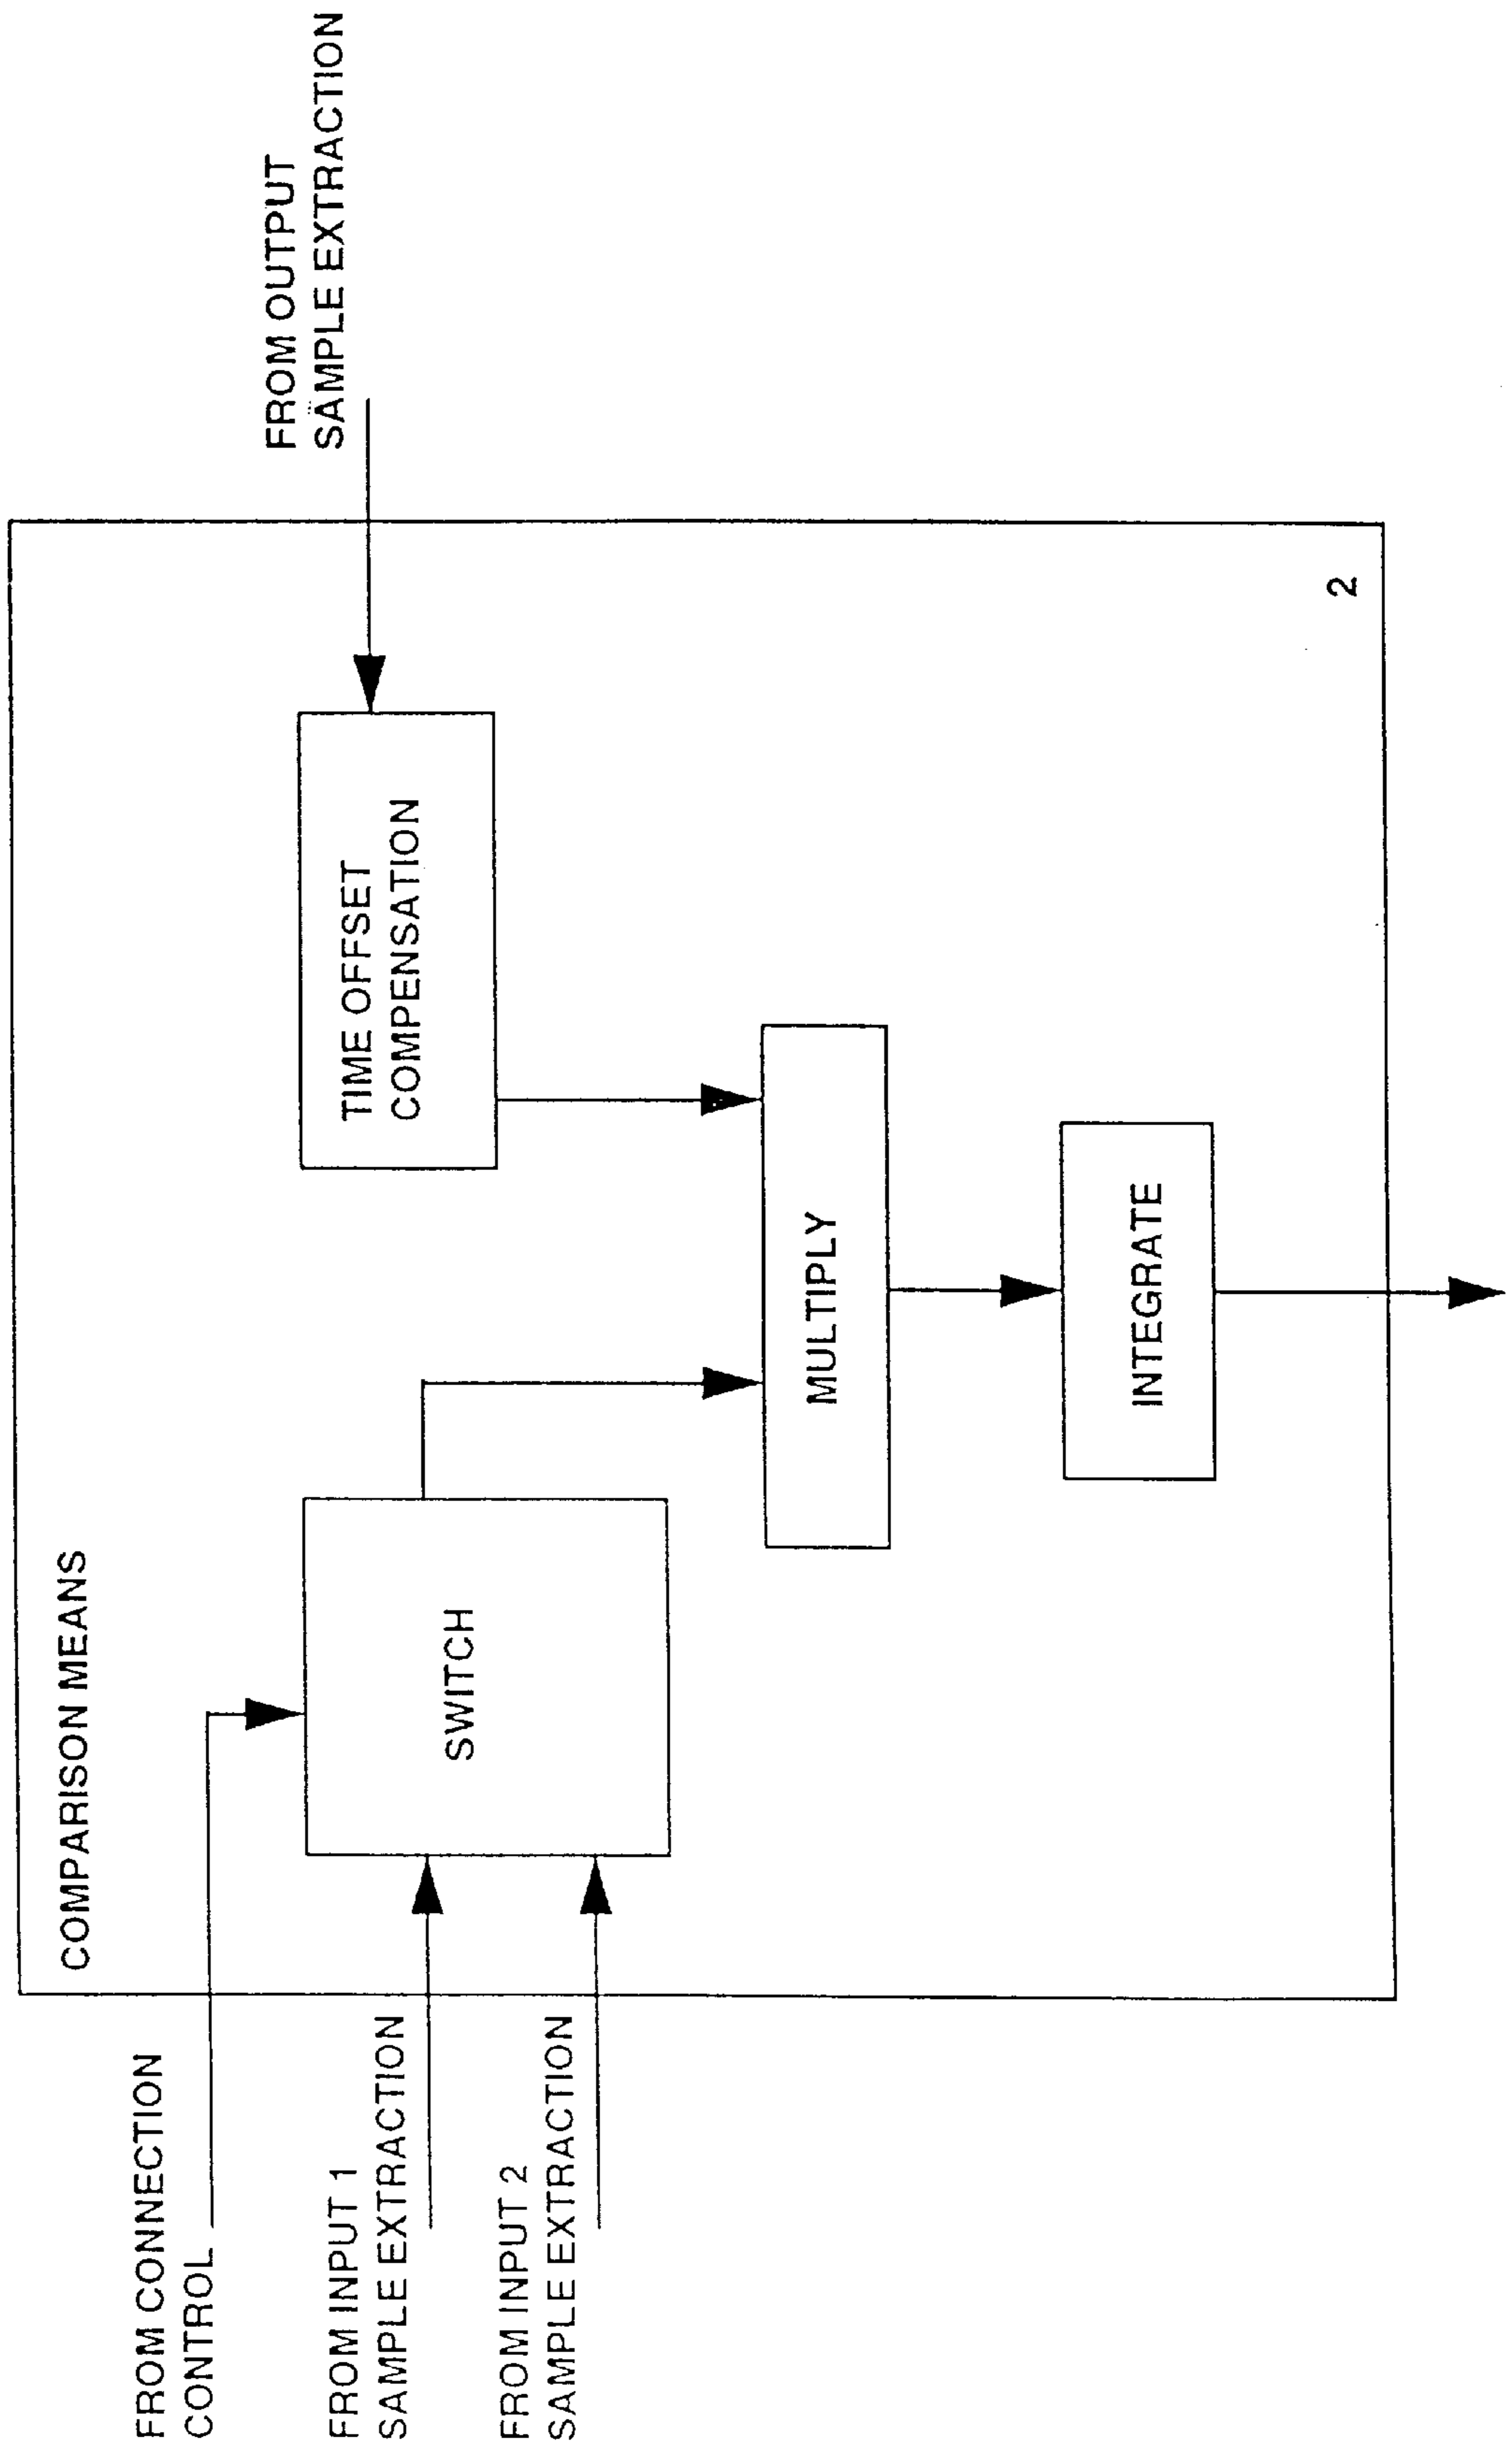 COMPARISON MEANS
FROM CONNECTION
CONTROL
FROM INPUT 1
SAMPLE EXTRACTION
FROM INPUT 2
SAMPLE EXTRACTION
SWITCH
TIME OFFSET
COMPENSATION
FROM OUTPUT
SAMPLE EXTRACTION
MULTIPLY
INTEGRATE
2